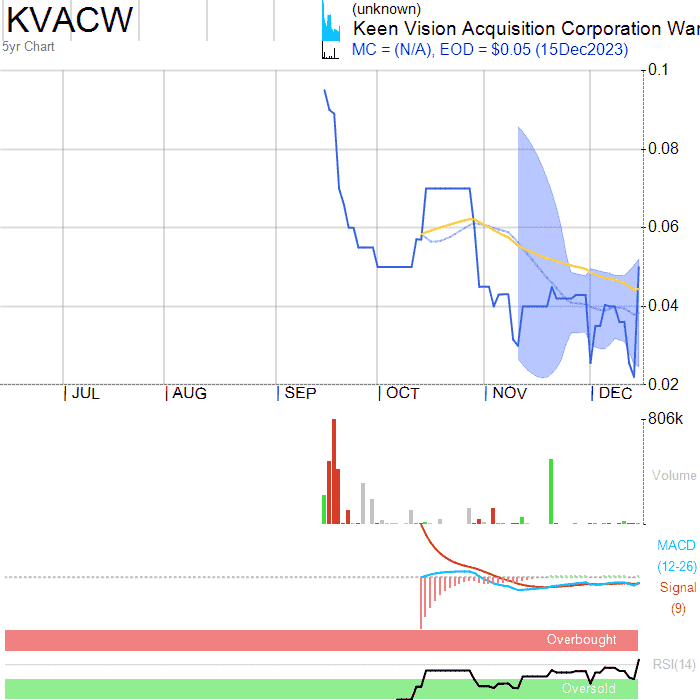 KVACW
5yr Chart
(unknown)
Keen Vision Acquisition Corporation War
MC = (N/A), EOD = $0.05 (15Dec2023)
0.1
0.08
0.06
0.04
0.02
JUL AUG SEP OCT NOV DEC
806k
Volume
MACD
(12-26)
Signal
(9)
Overbought
RSI(14)
Oversold